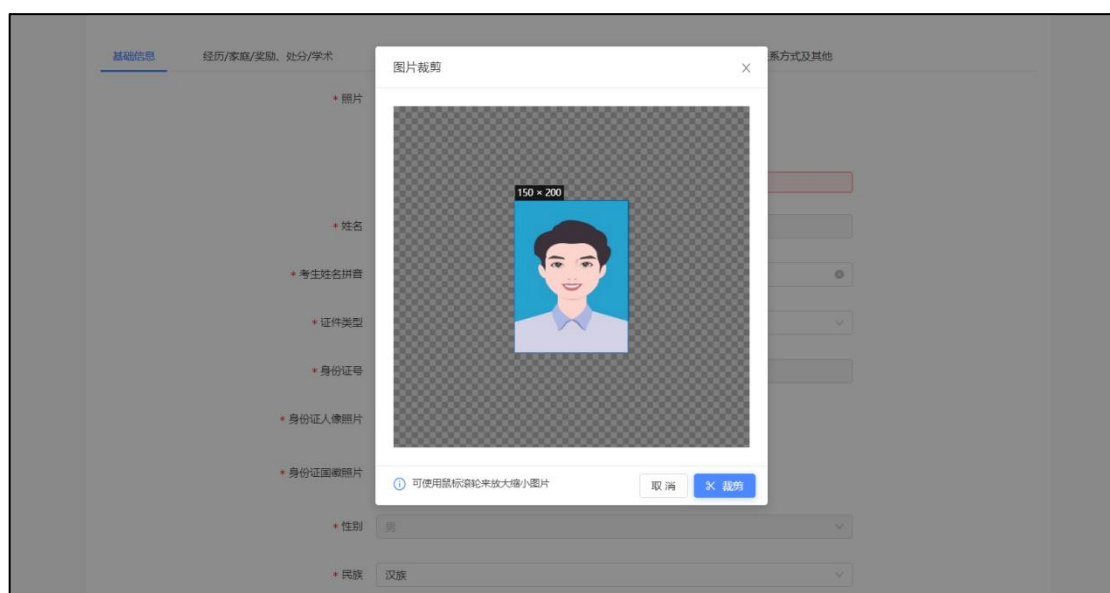 基础信息 经历/家庭/奖励、处分/学术 系方式及其他
图片裁剪
* 照片
150 × 200
* 姓名
* 考生姓名拼音
* 证件类型
* 身份证号
* 身份证人像照片
* 身份证国徽照片
可使用鼠标滚轮来放大缩小图片 取 消 裁剪
* 性别 男
* 民族 汉族